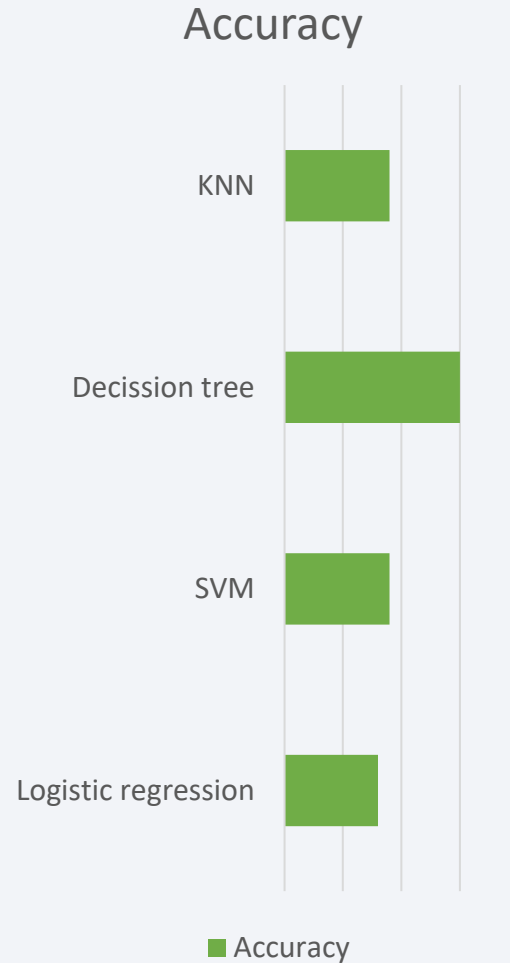 Accuracy
KNN
Decission tree
SVM
Logistic regression
Accuracy